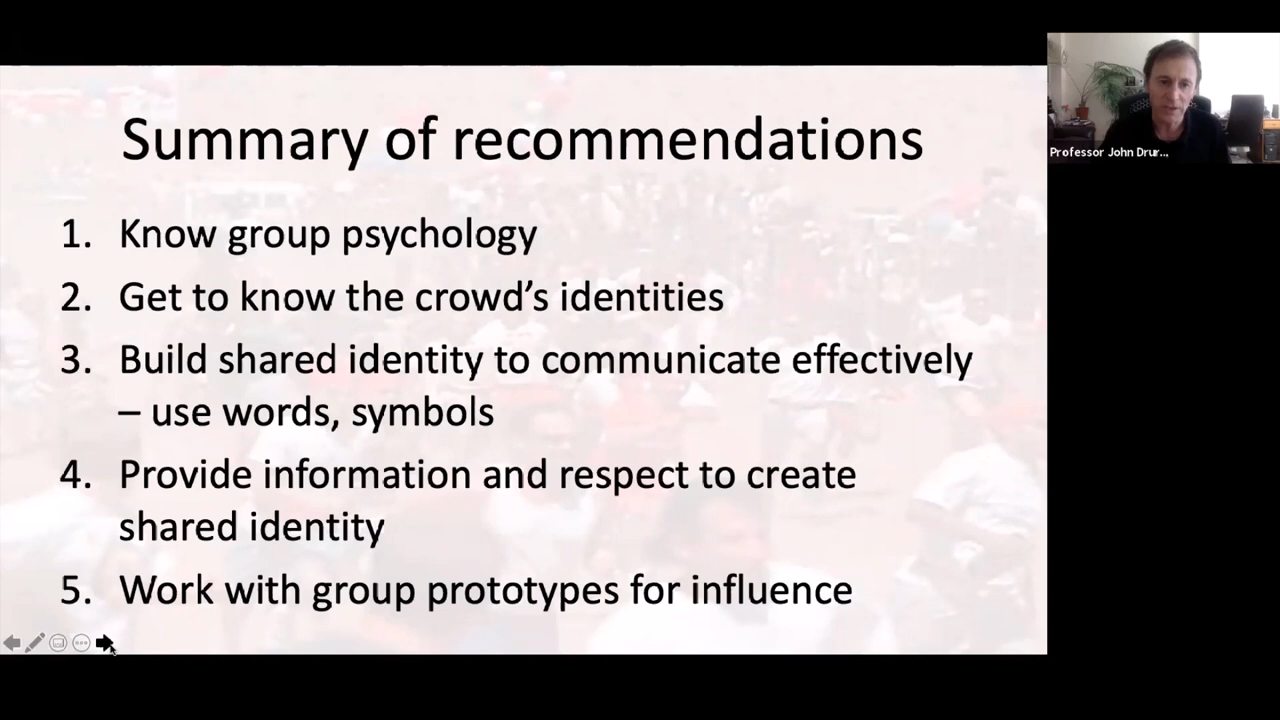 Summary of recommendations
1. Know group psychology
2. Get to know the crowd’s identities
3. Build shared identity to communicate effectively
– use words, symbols
4. Provide information and respect to create
shared identity
5. Work with group prototypes for influence
Professor John Drur...